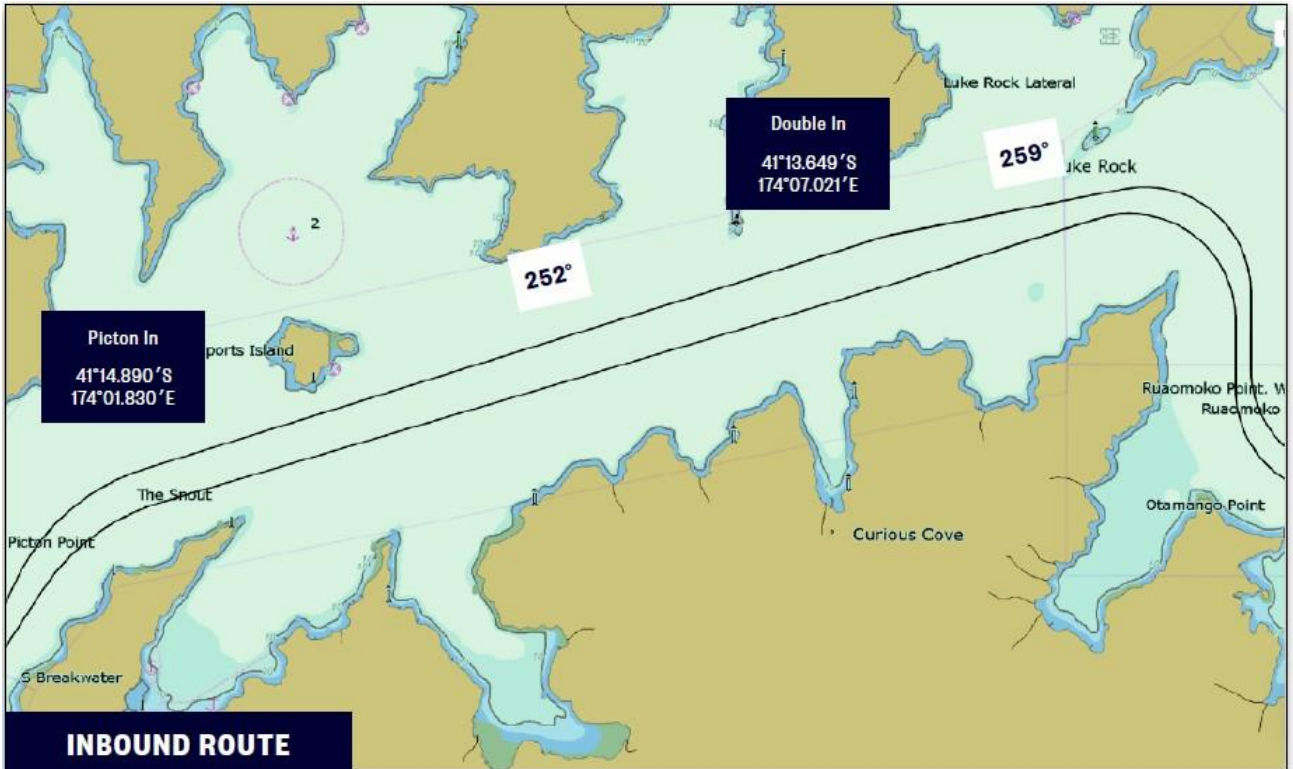 Luke Rock Lateral
Double In
41°13.649′S
174°07.021′E
259°
uke Rock
2
252°
Picton In
41°14.890′S
174°01.830′E
ports Island
Ruaomoko Point. W
Ruaomoko
The Snout
Otamango Point
Picton Point
Curious Cove
S Breakwater
INBOUND ROUTE